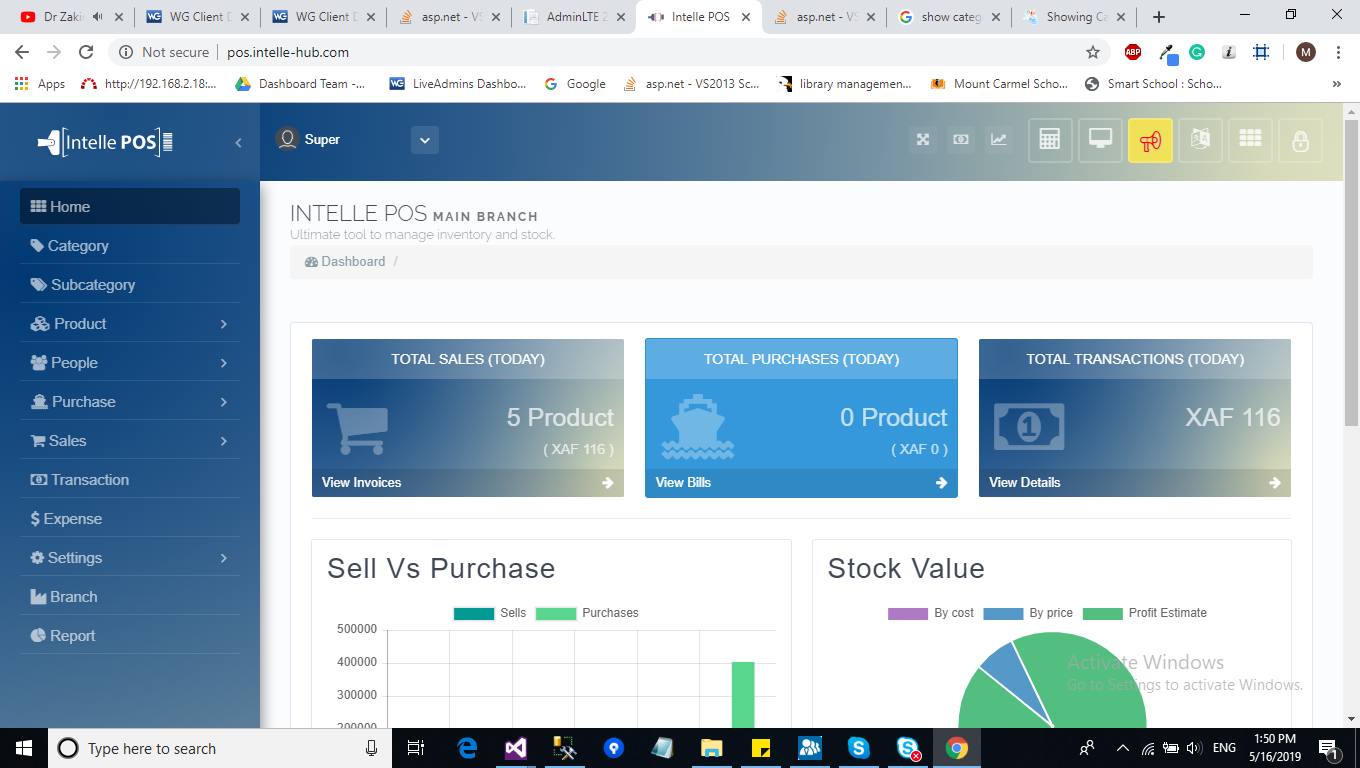 Dr Zaki
WG Client D
WG Client D
asp.net - VS
AdminLTE 2
Intelle POS
asp.net - VS
show categ
Showing Ca
Not secure | pos.intelle-hub.com
ABP
M
Apps
http://192.168.2.18:...
Dashboard Team -...
LiveAdmins Dashbo...
Google
asp.net - VS2013 Sc...
library managemen...
Mount Carmel Scho...
Smart School : Scho...
Intelle POS
Super
Home
Category
Subcategory
Product
People
Purchase
Sales
Transaction
Expense
Settings
Branch
Report
INTELLE POS MAIN BRANCH
Ultimate tool to manage inventory and stock.
Dashboard /
TOTAL SALES (TODAY)
5 Product
( XAF 116 )
View Invoices
TOTAL PURCHASES (TODAY)
0 Product
( XAF 0 )
View Bills
TOTAL TRANSACTIONS (TODAY)
XAF 116
View Details
Sell Vs Purchase
Sells Purchases
500000
400000
300000
200000
Stock Value
By cost By price Profit Estimate
Activate Windows
Go to Settings to activate Windows.
Type here to search
ENG
1:50 PM
5/16/2019
1